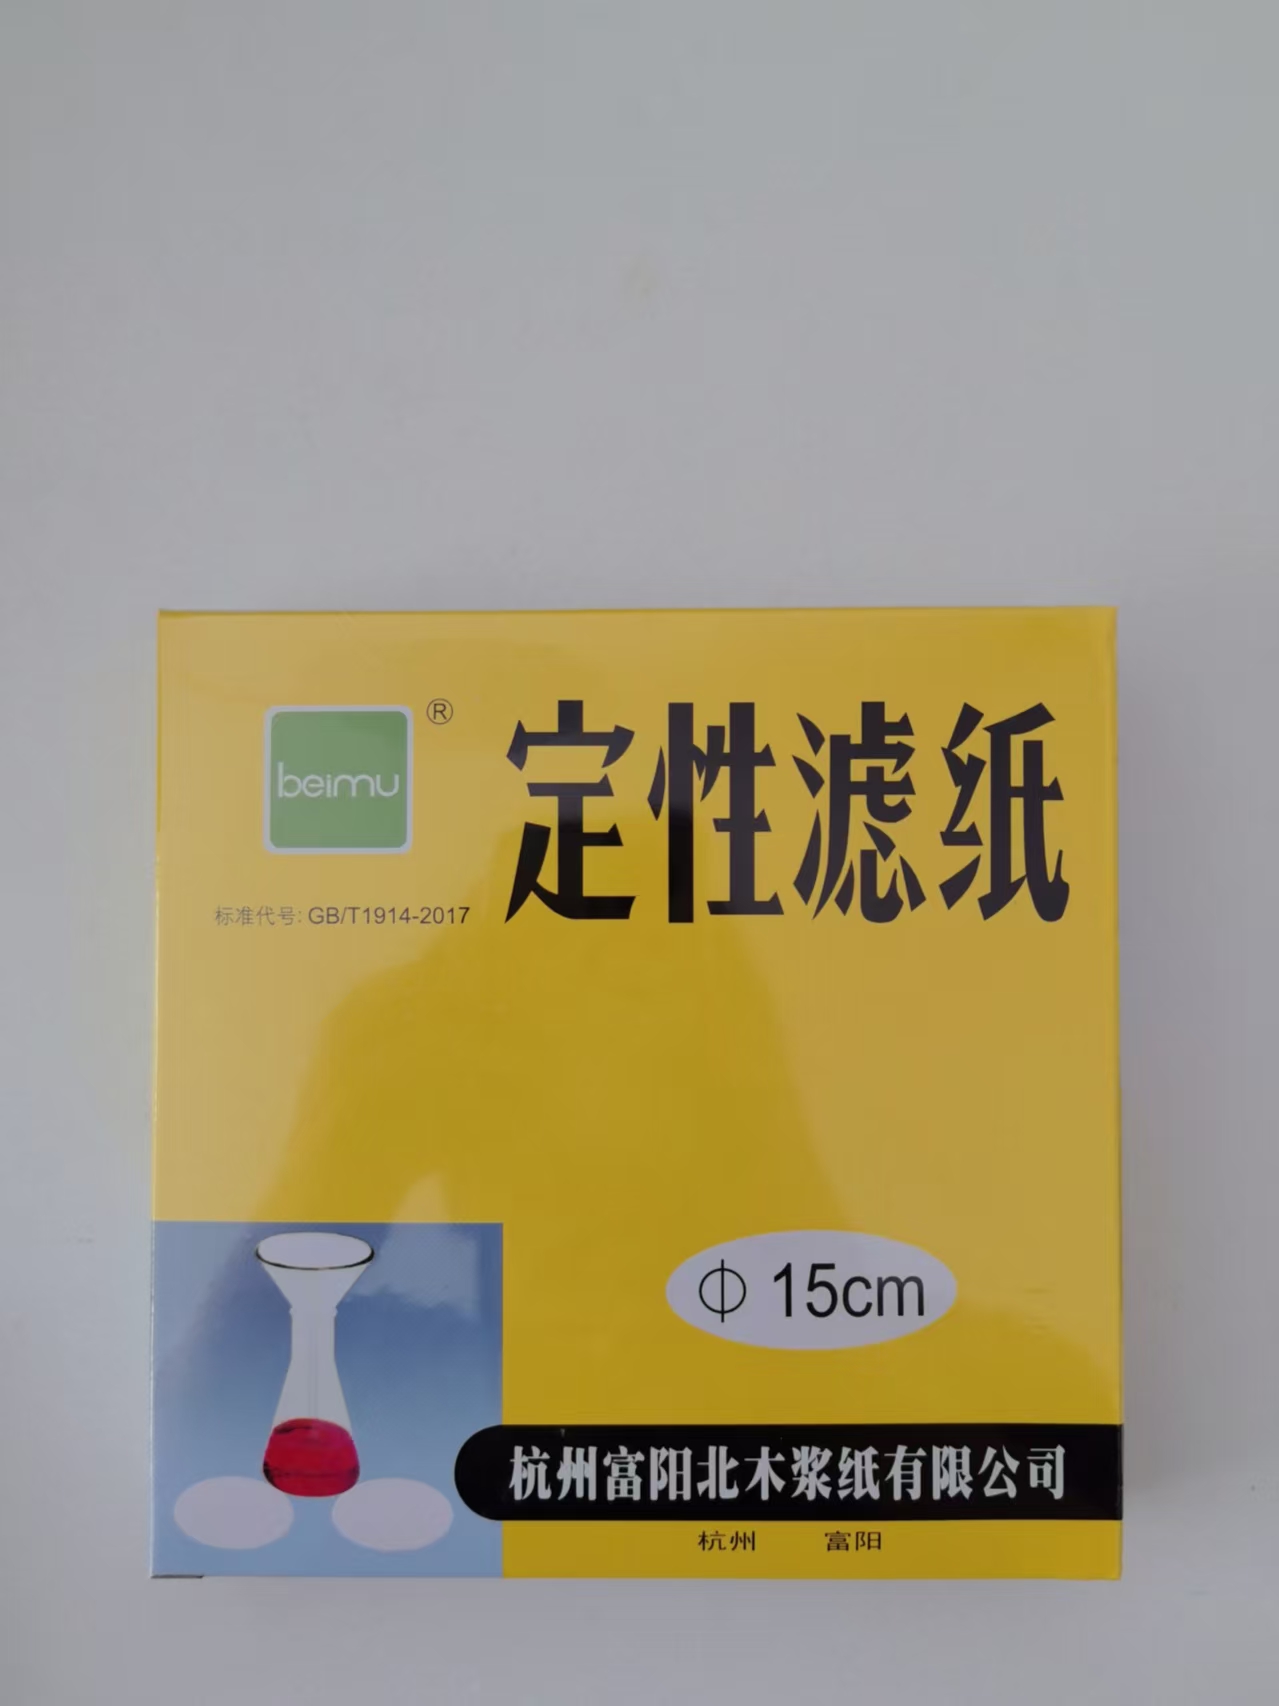 beimu
®
定性滤纸
标准代号: GB/T1914-2017
Φ 15cm
杭州富阳北木浆纸有限公司
杭州 富阳